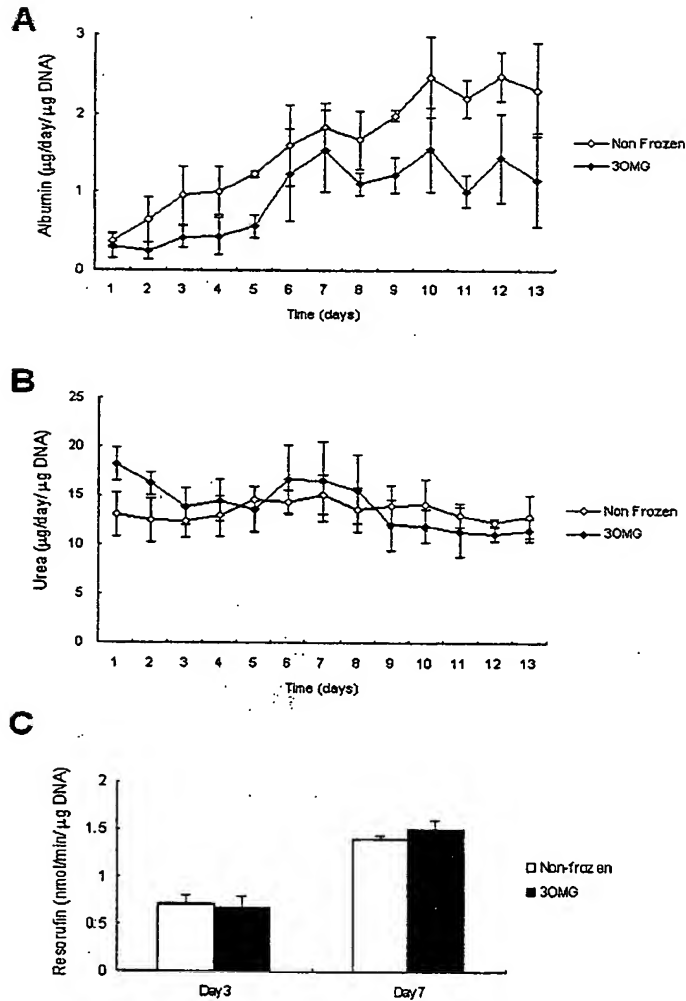 A
Albumin (µg/day/µg DNA)
3
2
1
0
1 2 3 4 5 6 7 8 9 10 11 12 13
Time (days)
Non Frozen
3OMG
B
Urea (µg/day/µg DNA)
25
20
15
10
5
0
1 2 3 4 5 6 7 8 9 10 11 12 13
Time (days)
Non Frozen
3OMG
C
Resorufin (nmol/min/µg DNA)
2
1.5
1
0.5
0
Day3 Day7
Non-frozen
3OMG